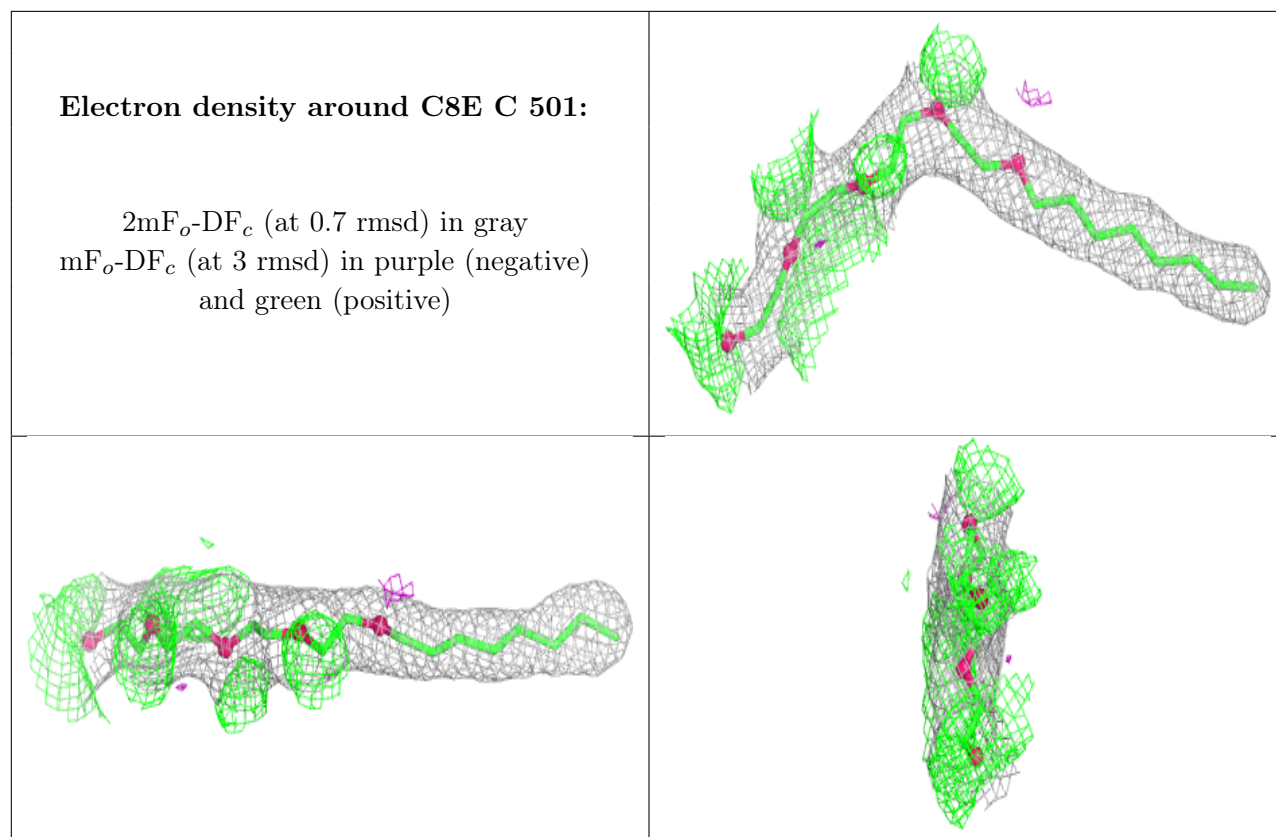 Electron density around C8E C 501:
2mFₒ-DF𝒸 (at 0.7 rmsd) in gray
mFₒ-DF𝒸 (at 3 rmsd) in purple (negative)
and green (positive)